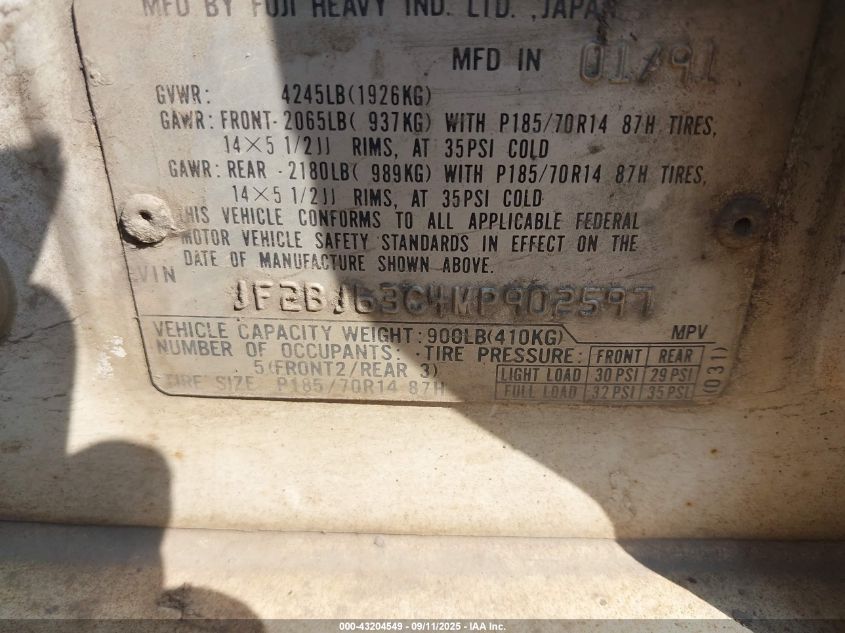 MFD BY FUJI HEAVY IND. LTD. ,JAPAN
MFD IN 01/91
GVWR: 4245LB(1926KG)
GAWR: FRONT-2065LB( 937KG) WITH P185/70R14 87H TIRES,
14×5 1/2JJ RIMS, AT 35PSI COLD
GAWR: REAR -2180LB( 989KG) WITH P185/70R14 87H TIRES,
14×5 1/2JJ RIMS, AT 35PSI COLD
THIS VEHICLE CONFORMS TO ALL APPLICABLE FEDERAL
MOTOR VEHICLE SAFETY STANDARDS IN EFFECT ON THE
DATE OF MANUFACTURE SHOWN ABOVE.
VIN JF2BJ63C4MP902597
VEHICLE CAPACITY WEIGHT:900LB(410KG) MPV
NUMBER OF OCCUPANTS: TIRE PRESSURE: FRONT REAR
5(FRONT2/REAR 3) LIGHT LOAD 30PSI 29PSI
TIRE SIZE P185/70R14 87H FULL LOAD 32PSI 35PSI
(031)
000-43204549 - 09/11/2025 - IAA Inc.